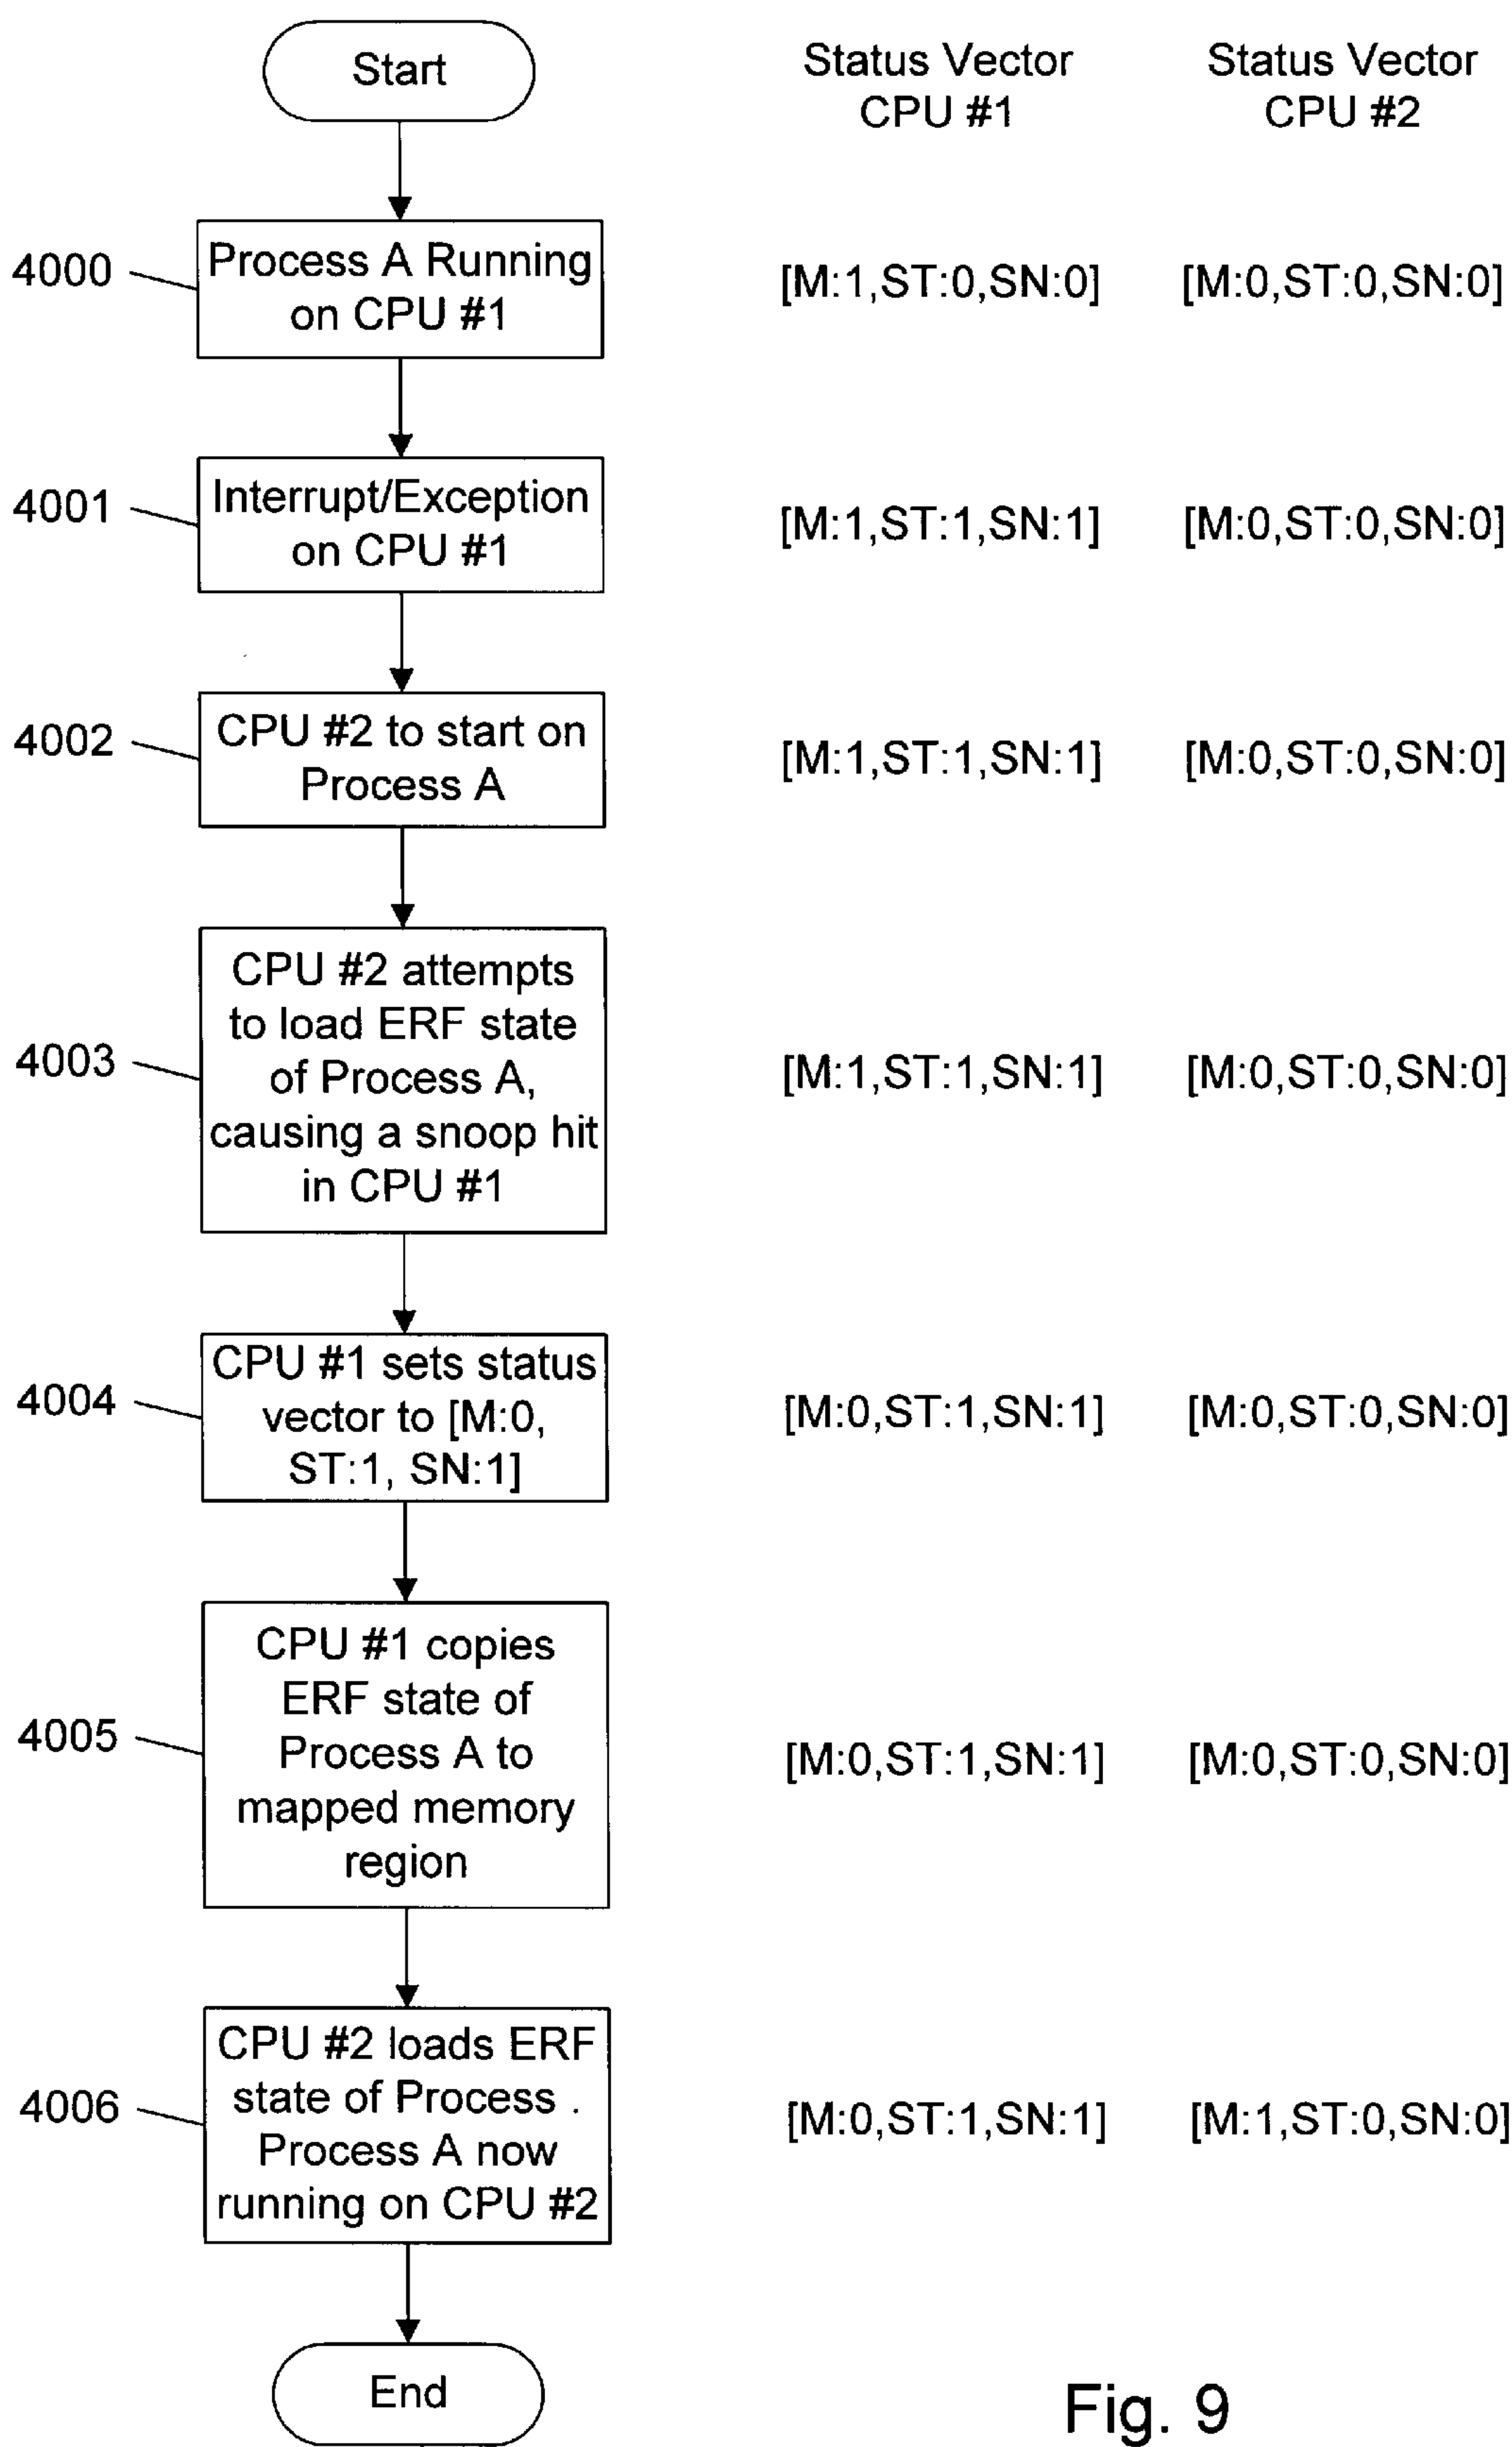 Start
Status Vector
CPU #1
Status Vector
CPU #2
4000
Process A Running
on CPU #1
[M:1,ST:0,SN:0]
[M:0,ST:0,SN:0]
4001
Interrupt/Exception
on CPU #1
[M:1,ST:1,SN:1]
[M:0,ST:0,SN:0]
4002
CPU #2 to start on
Process A
[M:1,ST:1,SN:1]
[M:0,ST:0,SN:0]
4003
CPU #2 attempts
to load ERF state
of Process A,
causing a snoop hit
in CPU #1
[M:1,ST:1,SN:1]
[M:0,ST:0,SN:0]
4004
CPU #1 sets status
vector to [M:0,
ST:1, SN:1]
[M:0,ST:1,SN:1]
[M:0,ST:0,SN:0]
4005
CPU #1 copies
ERF state of
Process A to
mapped memory
region
[M:0,ST:1,SN:1]
[M:0,ST:0,SN:0]
4006
CPU #2 loads ERF
state of Process .
Process A now
running on CPU #2
[M:0,ST:1,SN:1]
[M:1,ST:0,SN:0]
End
Fig. 9